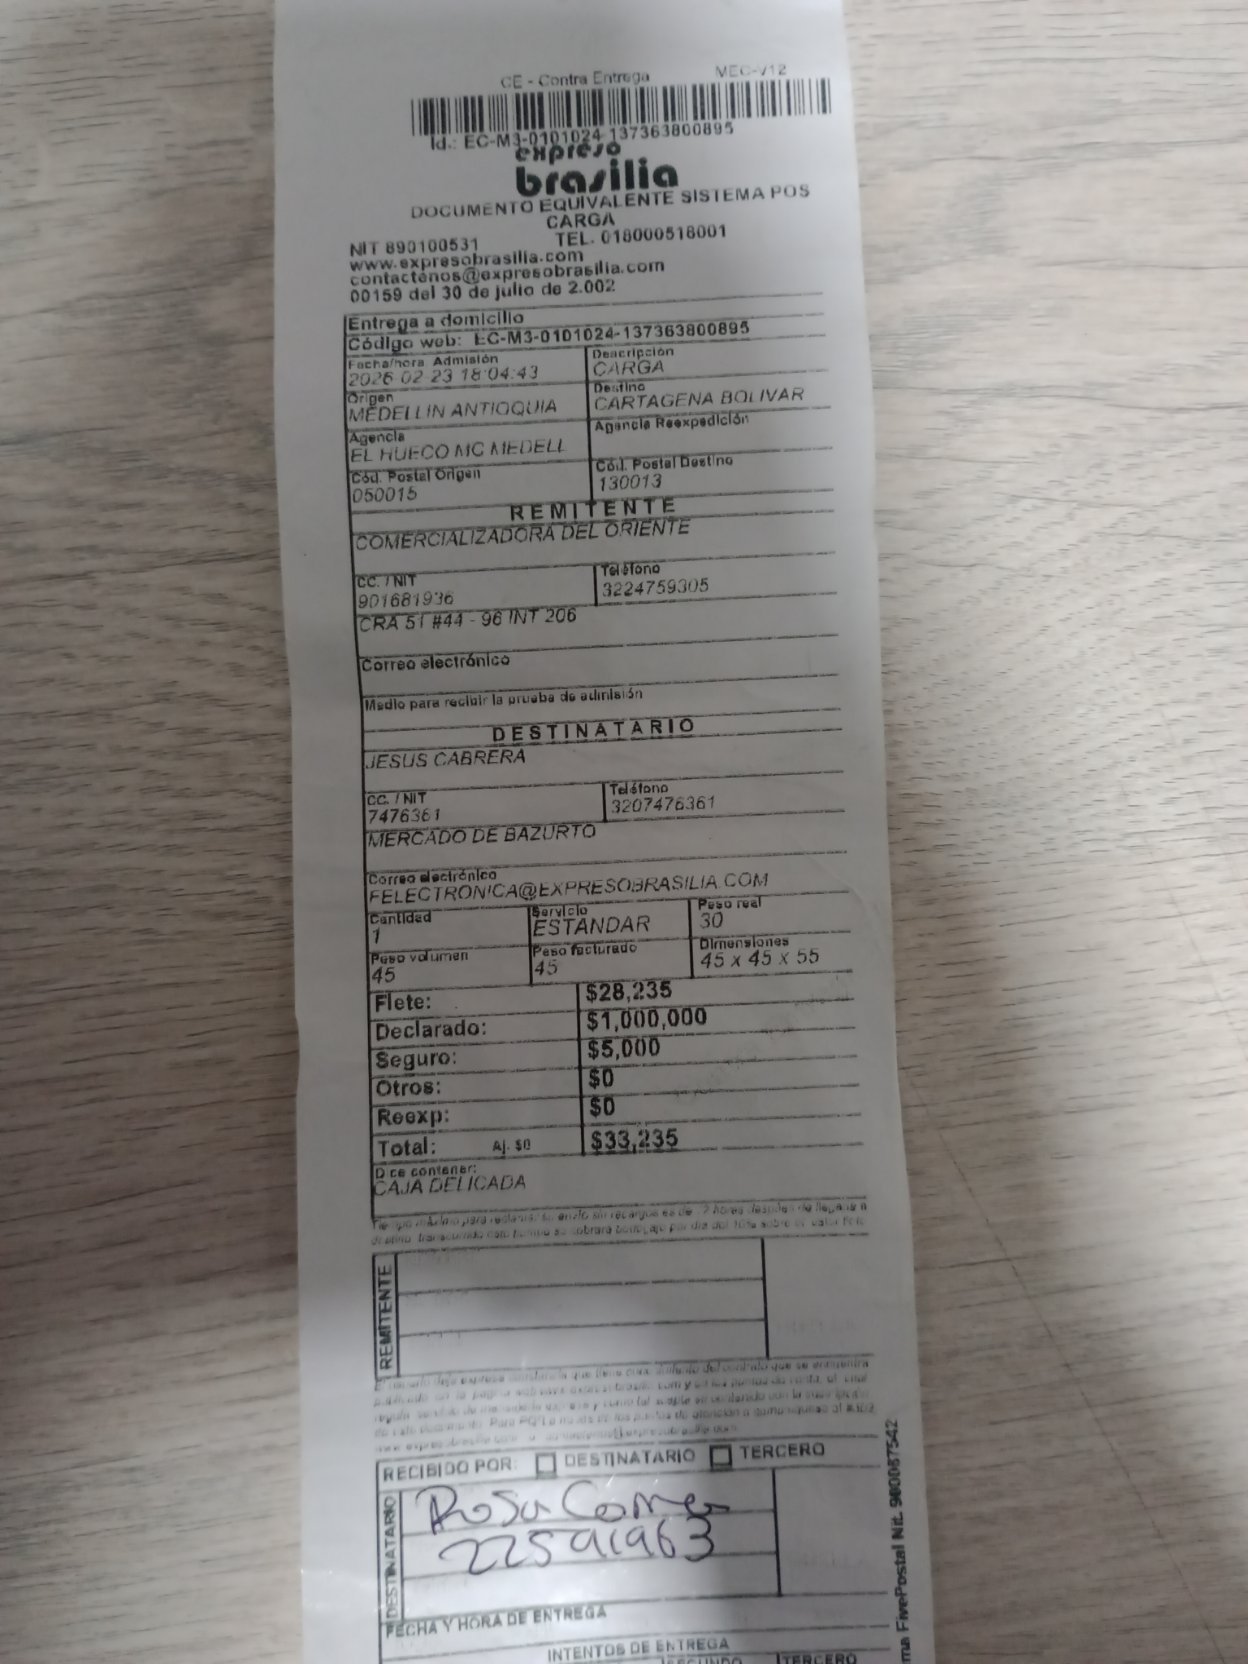 CE - Contra Entrega MEC-V12
Id.: EC-M3-0101024-137363800895
expreso
brasilia
DOCUMENTO EQUIVALENTE SISTEMA POS
CARGA
NIT 890100531 TEL. 018000518001
www.expresobrasilia.com
contactenos@expresobrasilia.com
00159 del 30 de julio de 2.002
Entrega a domicilio
Código web: EC-M3-0101024-137363800895
Fecha/hora Admisión Descripción
2026-02-23 18:04:43 CARGA
Origen Destino
MEDELLIN ANTIOQUIA CARTAGENA BOLIVAR
Agencia Agencia Reexpedición
EL HUECO MC MEDELL
Cód. Postal Origen Cód. Postal Destino
050015 130013
REMITENTE
COMERCIALIZADORA DEL ORIENTE
CC. / NIT Teléfono
901681936 3224759305
CRA 51 #44 - 96 INT 206
Correo electrónico
Medio para recibir la prueba de admisión
DESTINATARIO
JESUS CABRERA
CC. / NIT Teléfono
7476361 3207476361
MERCADO DE BAZURTO
Correo electrónico
FELECTRONICA@EXPRESOBRASILIA.COM
Cantidad Servicio Peso real
1 ESTANDAR 30
Peso volumen Peso facturado Dimensiones
45 45 45 x 45 x 55
Flete: $28,235
Declarado: $1,000,000
Seguro: $5,000
Otros: $0
Reexp: $0
Total: Aj. $0 $33,235
Dice contener:
CAJA DELICADA
REMITENTE
RECIBIDO POR: DESTINATARIO TERCERO
DESTINATARIO
Rosa
22591963
FECHA Y HORA DE ENTREGA
INTENTOS DE ENTREGA
SEGUNDO TERCERO
FivePostal Nit. 900087542